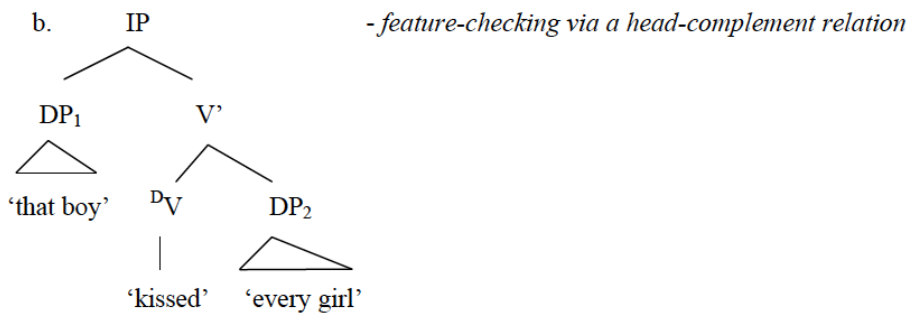 b. IP - feature-checking via a head-complement relation
DP₁ V’
‘that boy’ ᴰV DP₂
‘kissed’ ‘every girl’